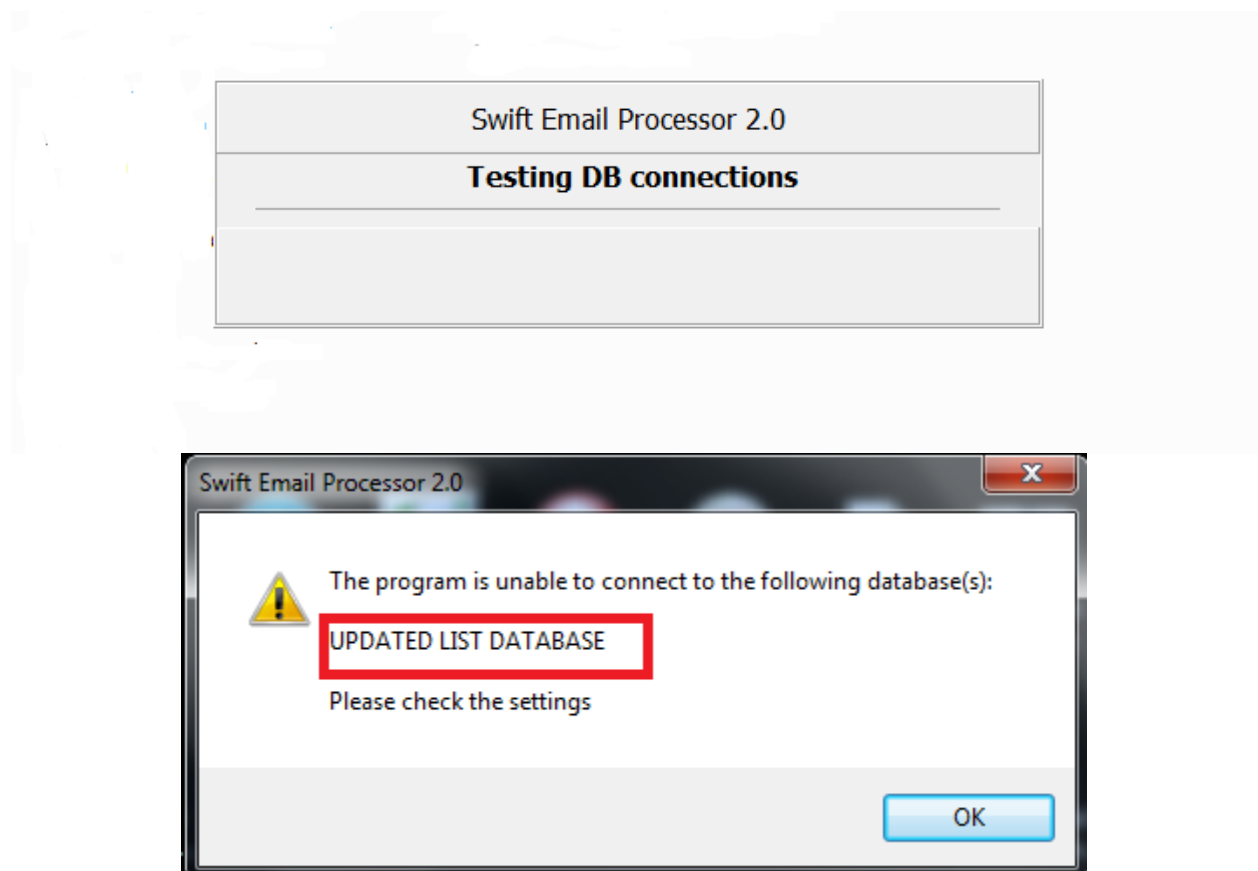 Swift Email Processor 2.0
Testing DB connections
Swift Email Processor 2.0
The program is unable to connect to the following database(s):
UPDATED LIST DATABASE
Please check the settings
OK